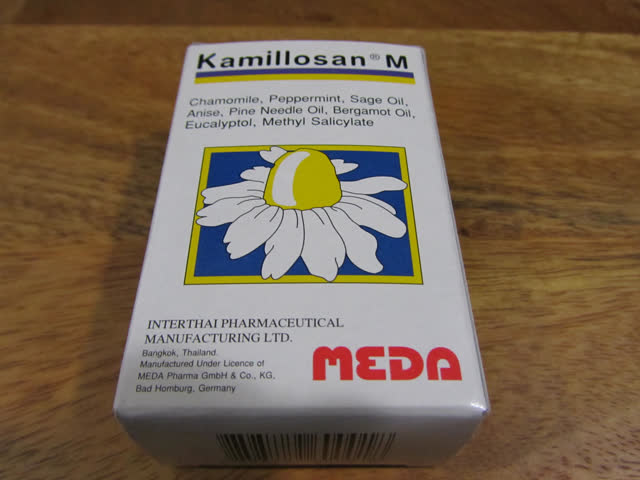 Kamillosan® M
Chamomile, Peppermint, Sage Oil,
Anise, Pine Needle Oil, Bergamot Oil,
Eucalyptol, Methyl Salicylate
INTERTHAI PHARMACEUTICAL
MANUFACTURING LTD.
Bangkok, Thailand.
Manufactured Under Licence of
MEDA Pharma GmbH & Co., KG,
Bad Homburg, Germany
MEDA